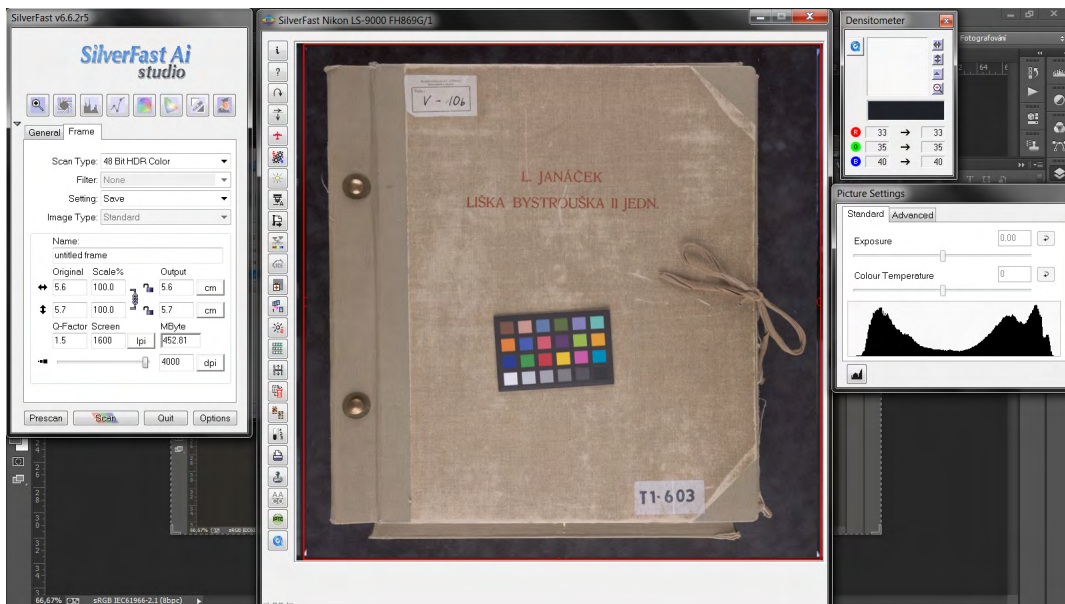 SilverFast v6.6.2r5
SilverFast Ai
studio
General Frame
Scan Type: 48 Bit HDR Color
Filter: None
Setting: Save
Image Type: Standard
Name:
untitled frame
Original Scale% Output
5.6 100.0 5.6 cm
5.7 100.0 5.7 cm
Q-Factor Screen MByte
1.5 1600 lpi 452.81
4000 dpi
Prescan Scan Quit Options
SilverFast Nikon LS-9000 FH869G/1
i
?
IPTC
V - 106
L. JANÁČEK
LIŠKA BYSTROUŠKA II JEDN.
T1-603
Densitometer
R 33 → 33
G 35 → 35
B 40 → 40
Fotografování
Picture Settings
Standard Advanced
Exposure 0.00
Colour Temperature 0
66,67% sRGB IEC61966-2.1 (8bpc)